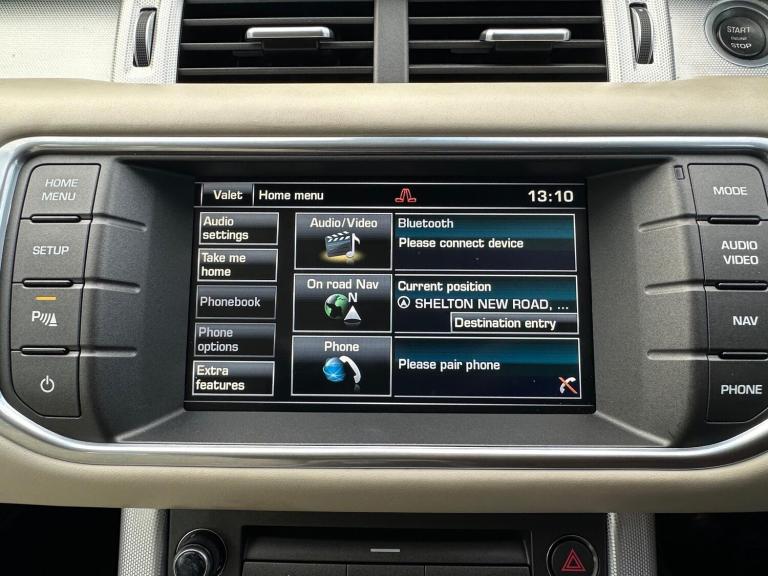 START
ENGINE
STOP
HOME
MENU
SETUP
P
Valet
Home menu
13:10
Audio
settings
Take me
home
Phonebook
Phone
options
Extra
features
Audio/Video
On road Nav
N
Phone
Bluetooth
Please connect device
Current position
SHELTON NEW ROAD, ...
Destination entry
Please pair phone
MODE
AUDIO
VIDEO
NAV
PHONE